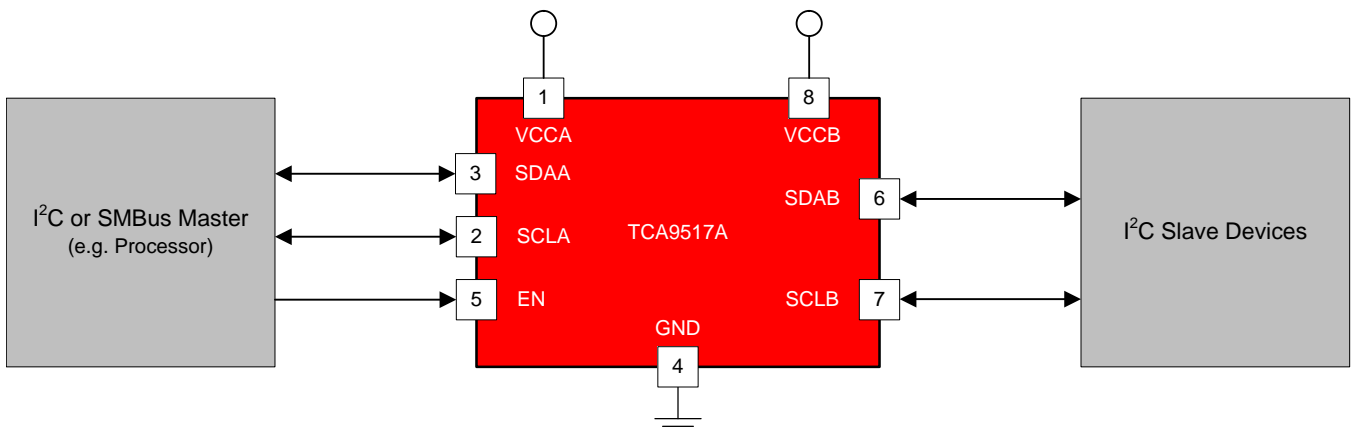 1
8
VCCA
VCCB
3
SDAA
I²C or SMBus Master
(e.g. Processor)
2
SCLA
TCA9517A
SDAB
6
I²C Slave Devices
5
EN
SCLB
7
GND
4